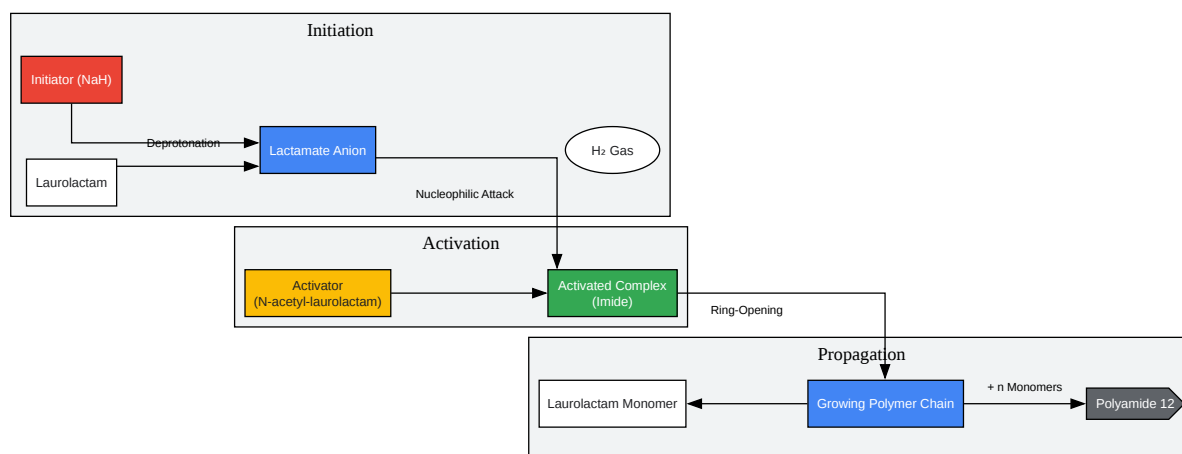 Initiation
Initiator (NaH)
Deprotonation
Lactamate Anion
H₂ Gas
Laurolactam
Nucleophilic Attack
Activation
Activator
(N-acetyl-laurolactam)
Activated Complex
(Imide)
Ring-Opening
Propagation
Laurolactam Monomer
Growing Polymer Chain
+ n Monomers
Polyamide 12